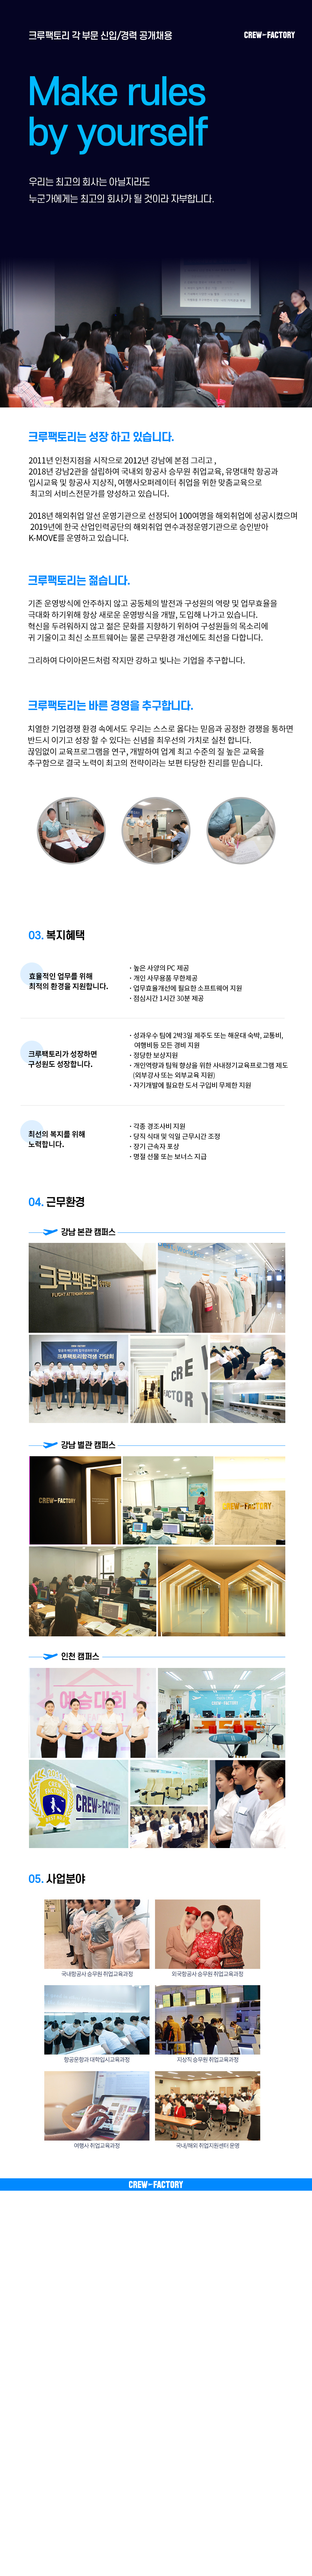 크루팩토리 각 부문 신입/경력 공개채용
CREW-FACTORY
Make rules
by yourself
우리는 최고의 회사는 아닐지라도
누군가에게는 최고의 회사가 될 것이라 자부합니다.
크루팩토리는 성장 하고 있습니다.
2011년 인천지점을 시작으로 2012년 강남에 본점 그리고 ,
2018년 강남2관을 설립하여 국내외 항공사 승무원 취업교육, 유명대학 항공과
입시교육 및 항공사 지상직, 여행사오퍼레이터 취업을 위한 맞춤교육으로
최고의 서비스전문가를 양성하고 있습니다.
2018년 해외취업 알선 운영기관으로 선정되어 100여명을 해외취업에 성공시켰으며
2019년에 한국 산업인력공단의 해외취업 연수과정운영기관으로 승인받아
K-MOVE를 운영하고 있습니다.
크루팩토리는 젊습니다.
기존 운영방식에 안주하지 않고 공동체의 발전과 구성원의 역량 및 업무효율을
극대화 하기위해 항상 새로운 운영방식을 개발, 도입해 나가고 있습니다.
혁신을 두려워하지 않고 젊은 문화를 지향하기 위하여 구성원들의 목소리에
귀 기울이고 최신 소프트웨어는 물론 근무환경 개선에도 최선을 다합니다.
그리하여 다이아몬드처럼 작지만 강하고 빛나는 기업을 추구합니다.
크루팩토리는 바른 경영을 추구합니다.
치열한 기업경쟁 환경 속에서도 우리는 스스로 옳다는 믿음과 공정한 경쟁을 통하면
반드시 이기고 성장 할 수 있다는 신념을 최우선의 가치로 실천 합니다.
끊임없이 교육프로그램을 연구, 개발하여 업계 최고 수준의 질 높은 교육을
추구함으로 결국 노력이 최고의 전략이라는 보편 타당한 진리를 믿습니다.
03. 복지혜택
효율적인 업무를 위해
최적의 환경을 지원합니다.
· 높은 사양의 PC 제공
· 개인 사무용품 무한제공
· 업무효율개선에 필요한 소프트웨어 지원
· 점심시간 1시간 30분 제공
크루팩토리가 성장하면
구성원도 성장합니다.
· 성과우수 팀에 2박3일 제주도 또는 해운대 숙박, 교통비,
여행비등 모든 경비 지원
· 정당한 보상지원
· 개인역량과 팀웍 향상을 위한 사내정기교육프로그램 제도
(외부강사 또는 외부교육 지원)
· 자기개발에 필요한 도서 구입비 무제한 지원
최선의 복지를 위해
노력합니다.
· 각종 경조사비 지원
· 당직 식대 및 익일 근무시간 조정
· 장기 근속자 포상
· 명절 선물 또는 보너스 지급
04. 근무환경
강남 본관 캠퍼스
크루팩토리
FLIGHT ATTENDANT ACADEMY
크루팩토리합격생 간담회
CREW
FACTORY
강남 별관 캠퍼스
CREW-FACTORY
CREW-FACTORY
인천 캠퍼스
예승대회
CREW-FACTORY
CREW-FACTORY
05. 사업분야
국내항공사 승무원 취업교육과정
외국항공사 승무원 취업교육과정
항공운항과 대학입시교육과정
지상직 승무원 취업교육과정
여행사 취업교육과정
국내/해외 취업지원센터 운영
CREW-FACTORY